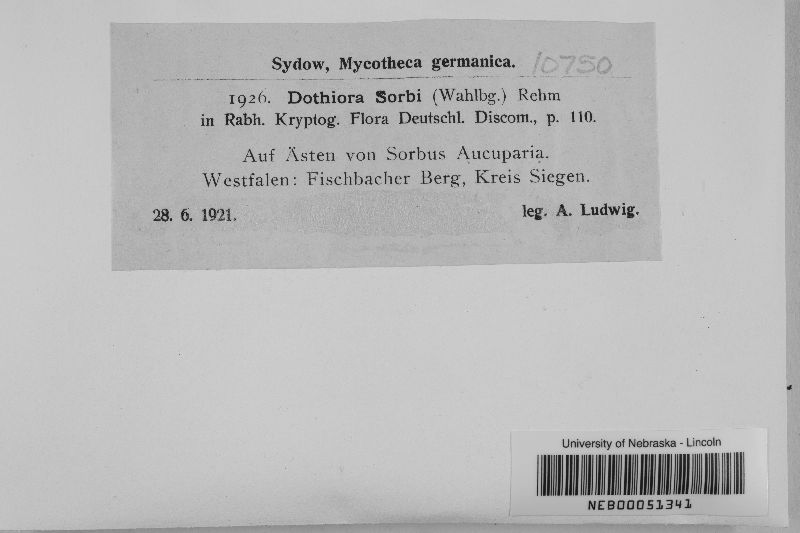 Sydow, Mycotheca germanica. 10750
1926. Dothiora Sorbi (Wahlbg.) Rehm
in Rabh. Kryptog. Flora Deutschl. Discom., p. 110.
Auf Ästen von Sorbus Aucuparia.
Westfalen: Fischbacher Berg, Kreis Siegen.
28. 6. 1921. leg. A. Ludwig.
University of Nebraska - Lincoln
NEB00051341